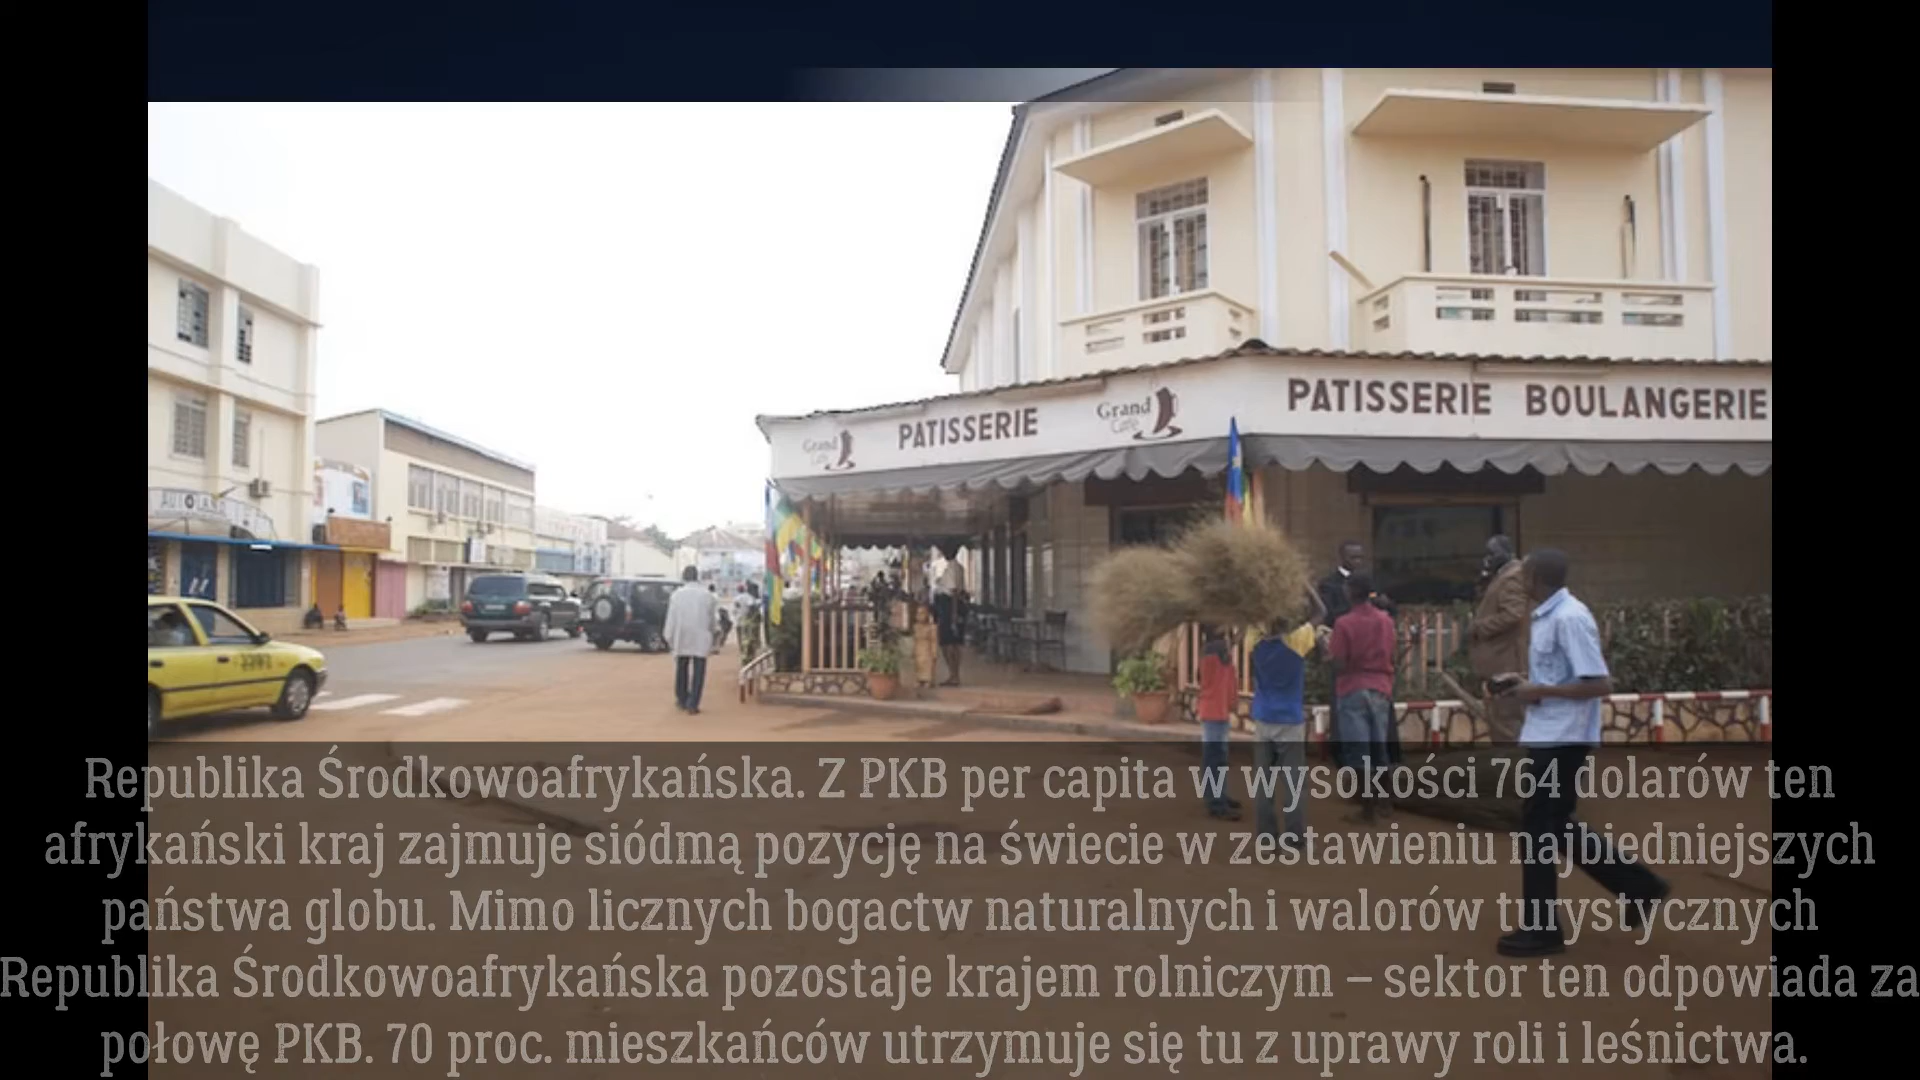 PATISSERIE BOULANGERIE
Grand
Café
PATISSERIE
Grand
Republika Środkowoafrykańska. Z PKB per capita w wysokości 764 dolarów ten
afrykański kraj zajmuje siódmą pozycję na świecie w zestawieniu najbiedniejszych
państwa globu. Mimo licznych bogactw naturalnych i walorów turystycznych
Republika Środkowoafrykańska pozostaje krajem rolniczym – sektor ten odpowiada za
połowę PKB. 70 proc. mieszkańców utrzymuje się tu z uprawy roli i leśnictwa.